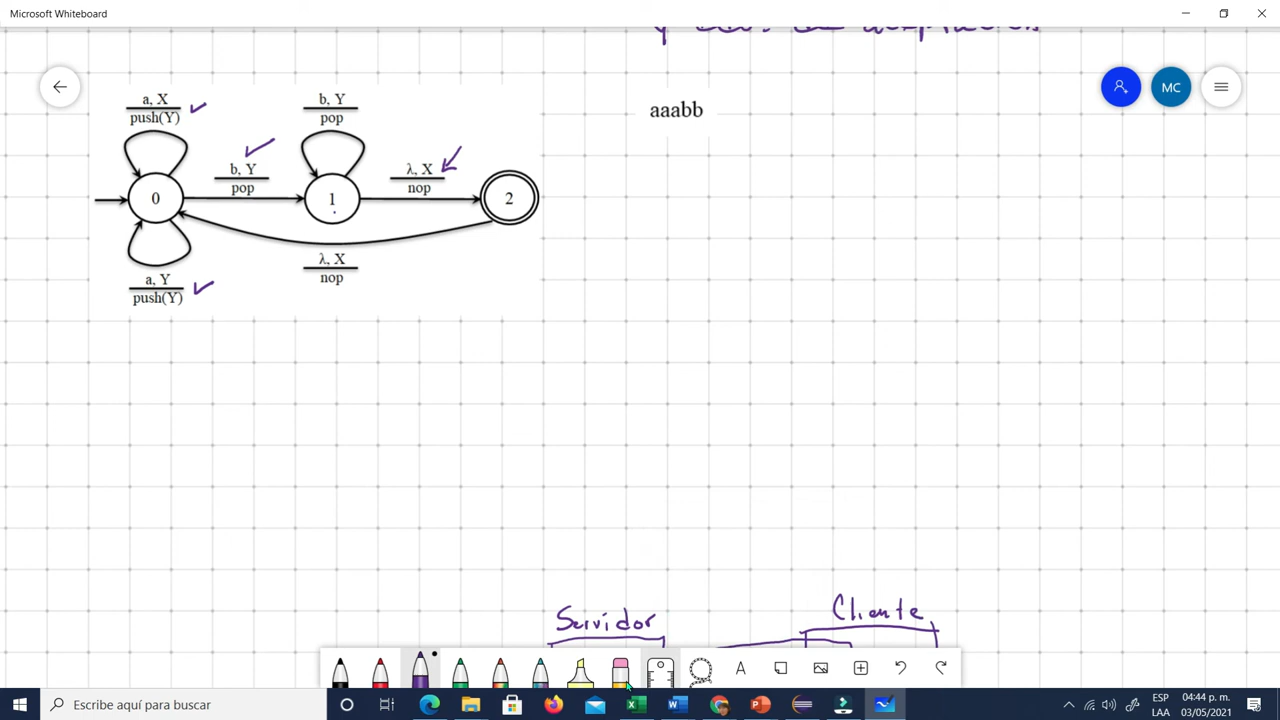 Microsoft Whiteboard
MC
a, X
push(Y)
b, Y
pop
aaabb
b, Y
pop
λ, X
nop
0
1
2
a, Y
push(Y)
λ, X
nop
Servidor
Cliente
A
Escribe aquí para buscar
ESP
LAA
04:44 p. m.
03/05/2021